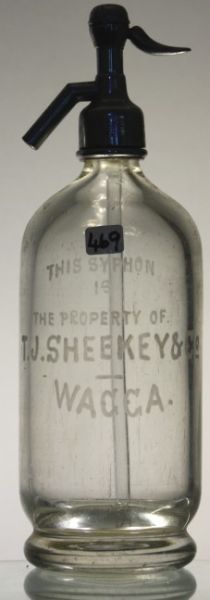 469
THIS SYPHON
IS
THE PROPERTY OF.
T.J.SHEEKEY & Co
WAGGA.